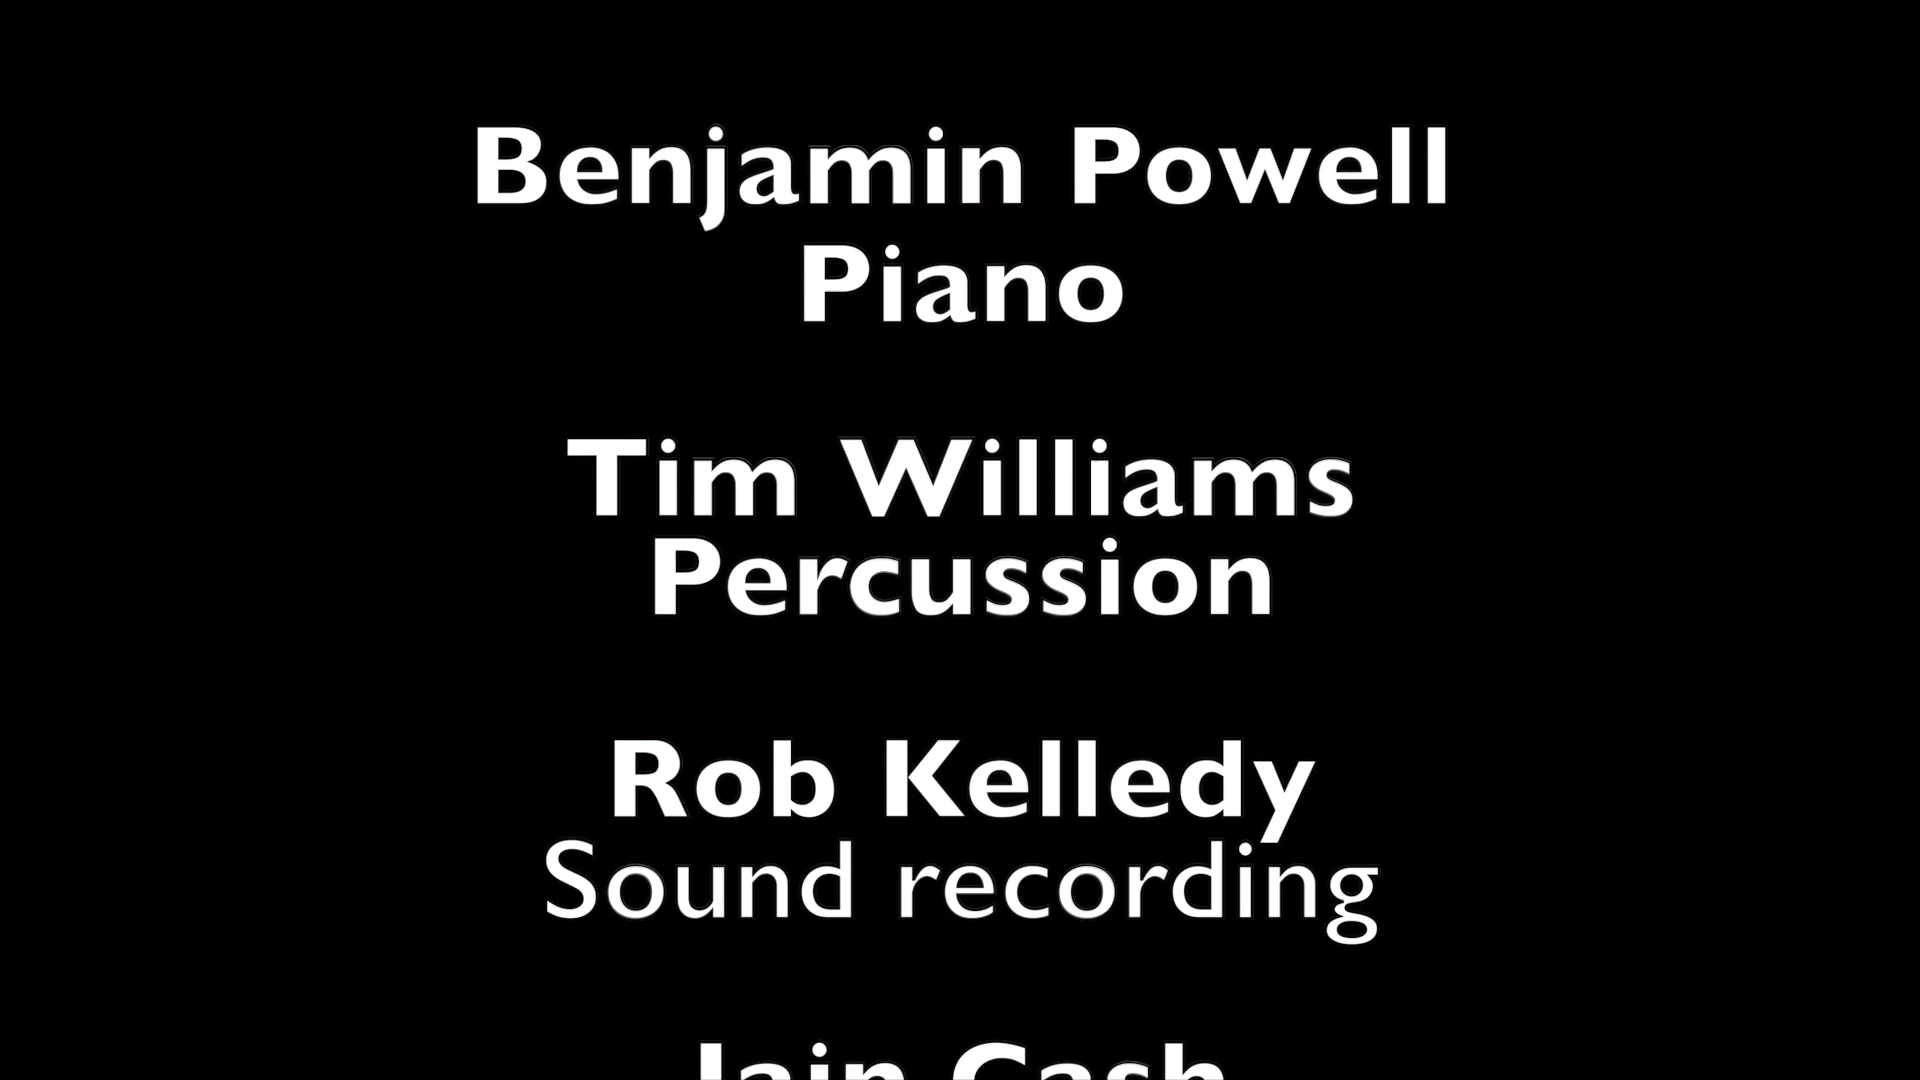 Benjamin Powell
Piano
Tim Williams
Percussion
Rob Kelledy
Sound recording